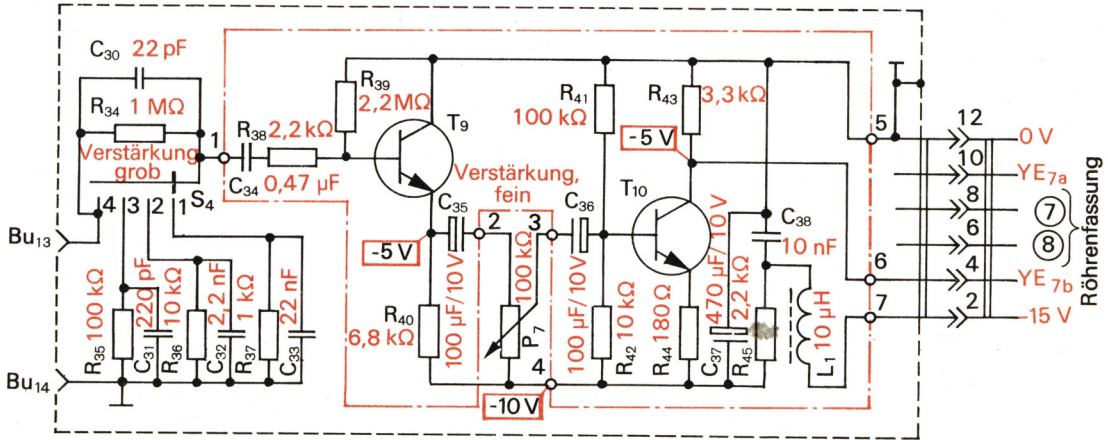 C30 22 pF
R34 1 MΩ
Verstärkung
grob
S4
4 3 2 1
Bu13
Bu14
100 kΩ
R35
220 pF
C31
10 kΩ
R36
2,2 nF
C32
1 kΩ
R37
22 nF
C33
1
R38 2,2 kΩ
C34 0,47 µF
R39
2,2 MΩ
T9
-5 V
R40
6,8 kΩ
C35
100 µF/10V
Verstärkung,
fein
2 3
100 kΩ
P7
4
-10 V
C36
100 µF/10V
R41
100 kΩ
R42
10 kΩ
R43 3,3 kΩ
-5 V
T10
R44
180 Ω
C37
470 µF/10 V
R45
2,2 kΩ
C38
10 nF
L1
10 µH
5
6
7
12 0 V
10 YE7a
8 7
6 8
4 YE7b
2 -15 V
Röhrenfassung